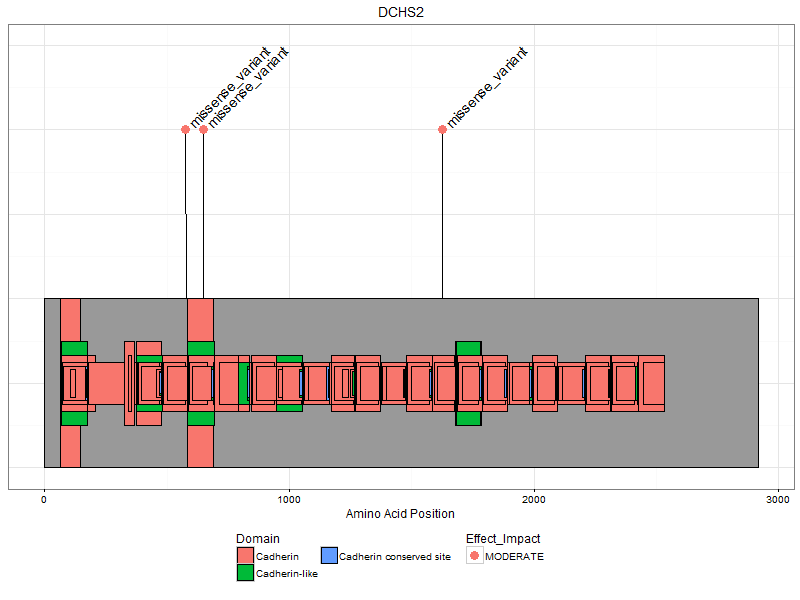 DCHS2
missense_variant
missense_variant
missense_variant
0 1000 2000 3000
Amino Acid Position
Domain
Cadherin
Cadherin conserved site
Cadherin-like
Effect_Impact
MODERATE